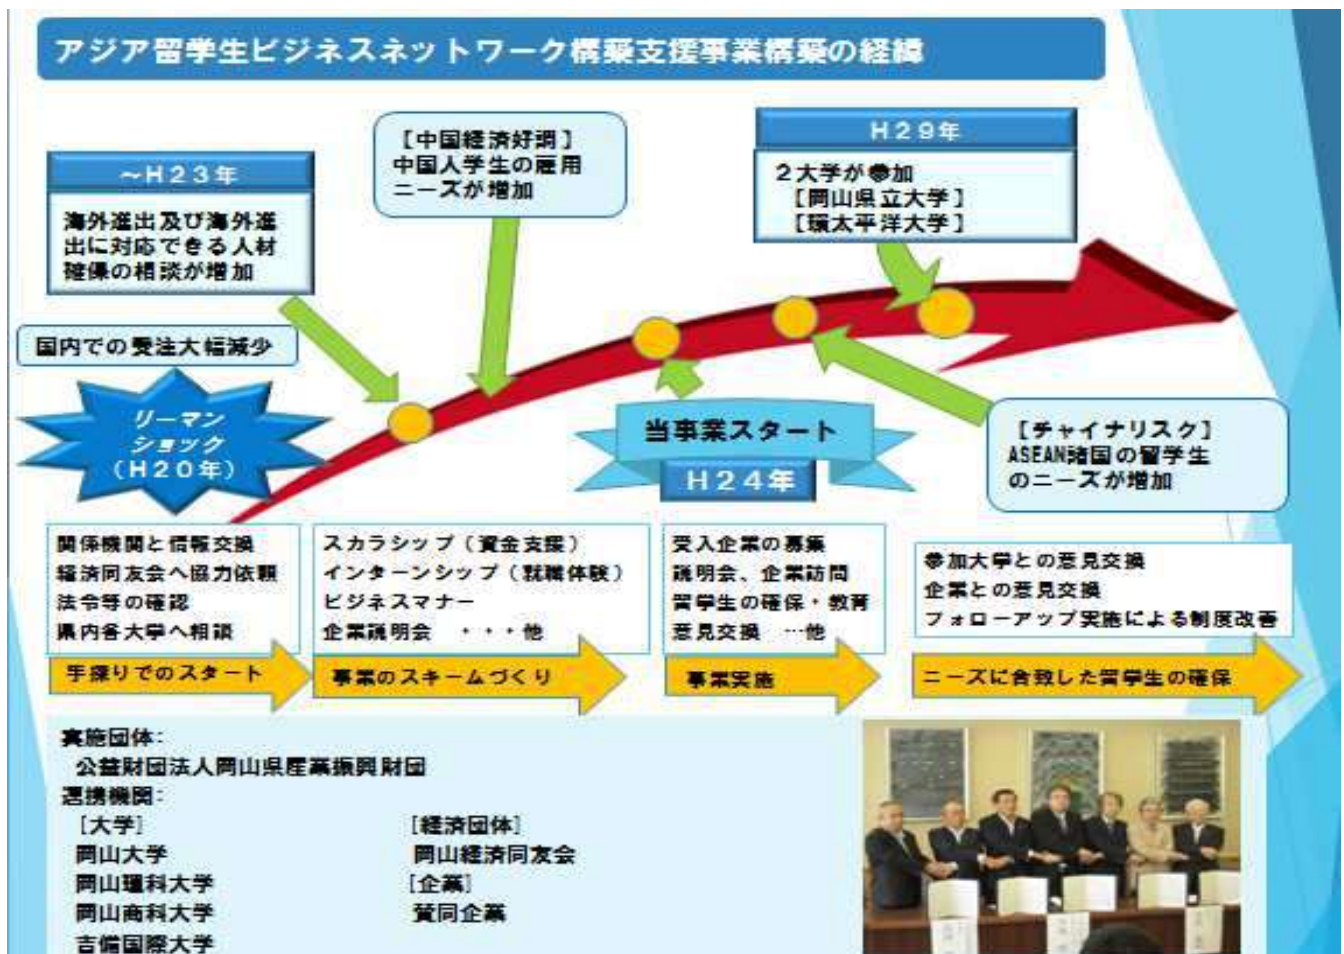 アジア留学生ビジネスネットワーク構築支援事業構築の経緯
～H23年
海外進出及び海外進
出に対応できる人材
確保の相談が増加
【中国経済好調】
中国人学生の雇用
ニーズが増加
H29年
2大学が参加
【岡山県立大学】
【環太平洋大学】
国内での受注大幅減少
リーマン
ショック
（H20年）
当事業スタート
H24年
【チャイナリスク】
ASEAN諸国の留学生
のニーズが増加
関係機関と情報交換
経済同友会へ協力依頼
法令等の確認
県内各大学へ相談
手探りでのスタート
スカラシップ（資金支援）
インターンシップ（就職体験）
ビジネスマナー
企業説明会　・・・他
事業のスキームづくり
受入企業の募集
説明会、企業訪問
留学生の確保・教育
意見交換　…他
事業実施
参加大学との意見交換
企業との意見交換
フォローアップ実施による制度改善
ニーズに合致した留学生の確保
実施団体：
公益財団法人岡山県産業振興財団
連携機関：
［大学］
岡山大学
岡山理科大学
岡山商科大学
吉備国際大学
［経済団体］
岡山経済同友会
［企業］
賛同企業